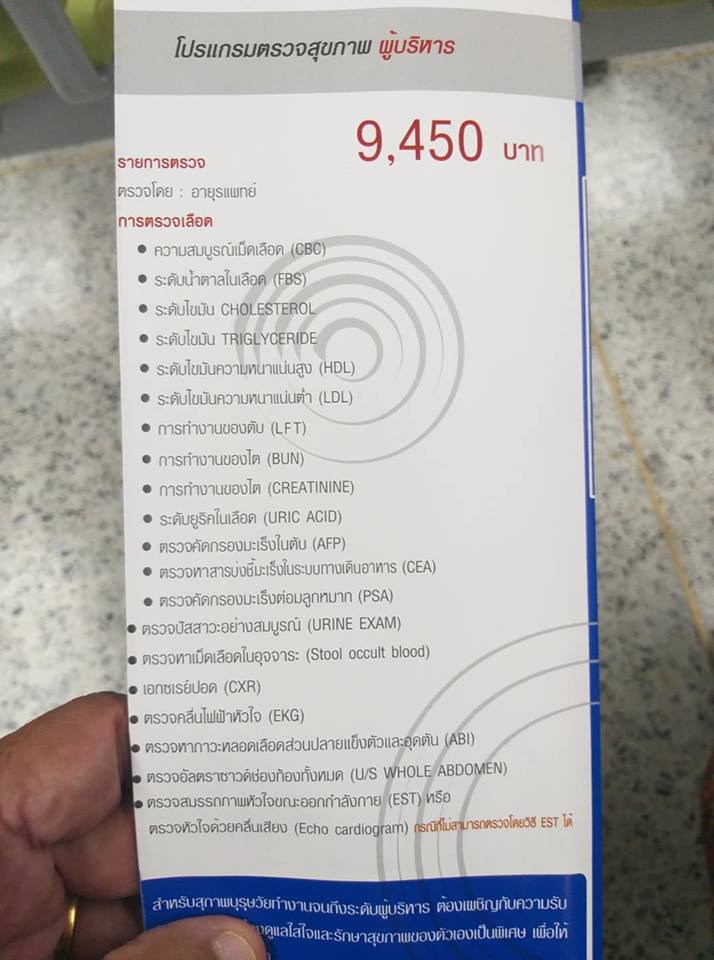 โปรแกรมตรวจสุขภาพ ผู้บริหาร
9,450 บาท
รายการตรวจ
ตรวจโดย : อายุรแพทย์
การตรวจเลือด
• ความสมบูรณ์เม็ดเลือด (CBC)
• ระดับน้ำตาลในเลือด (FBS)
• ระดับไขมัน CHOLESTEROL
• ระดับไขมัน TRIGLYCERIDE
• ระดับไขมันความหนาแน่นสูง (HDL)
• ระดับไขมันความหนาแน่นต่ำ (LDL)
• การทำงานของตับ (LFT)
• การทำงานของไต (BUN)
• การทำงานของไต (CREATININE)
• ระดับยูริคในเลือด (URIC ACID)
• ตรวจคัดกรองมะเร็งในตับ (AFP)
• ตรวจหาสารบ่งชี้มะเร็งในระบบทางเดินอาหาร (CEA)
• ตรวจคัดกรองมะเร็งต่อมลูกหมาก (PSA)
• ตรวจปัสสาวะอย่างสมบูรณ์ (URINE EXAM)
• ตรวจหาเม็ดเลือดในอุจจาระ (Stool occult blood)
• เอกซเรย์ปอด (CXR)
• ตรวจคลื่นไฟฟ้าหัวใจ (EKG)
• ตรวจหาภาวะหลอดเลือดส่วนปลายแข็งตัวและอุดตัน (ABI)
• ตรวจอัลตราซาวด์ช่องท้องทั้งหมด (U/S WHOLE ABDOMEN)
• ตรวจสมรรถภาพหัวใจขณะออกกำลังกาย (EST) หรือ
ตรวจหัวใจด้วยคลื่นเสียง (Echo cardiogram) กรณีที่ไม่สามารถตรวจโดยวิธี EST ได้
สำหรับสุภาพบุรุษวัยทำงานจนถึงระดับผู้บริหาร ต้องเผชิญกับความรับ
ดูแลใส่ใจและรักษาสุขภาพของตัวเองเป็นพิเศษ เพื่อให้